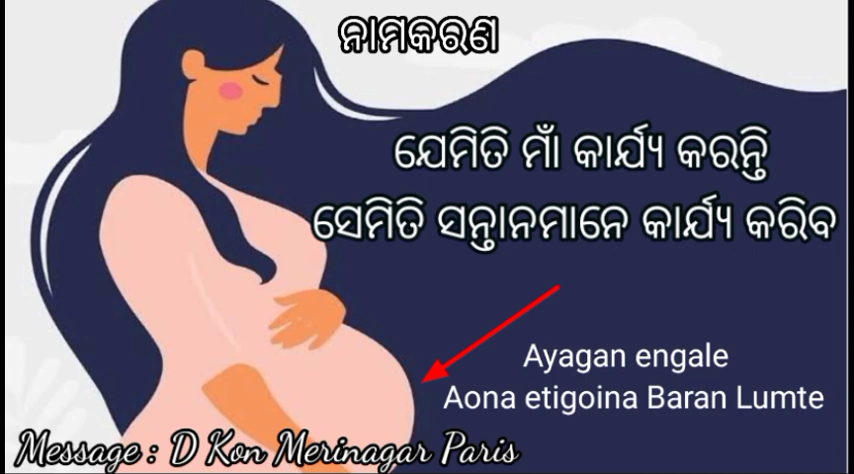 ନାମକରଣ
ଯେମିତି ମାଁ କାର୍ଯ୍ୟ କରନ୍ତି
ସେମିତି ସନ୍ତାନମାନେ କାର୍ଯ୍ୟ କରିବ
Ayagan engale
Aona etigoina Baran Lumte
Message : D Kon Merinagar Paris